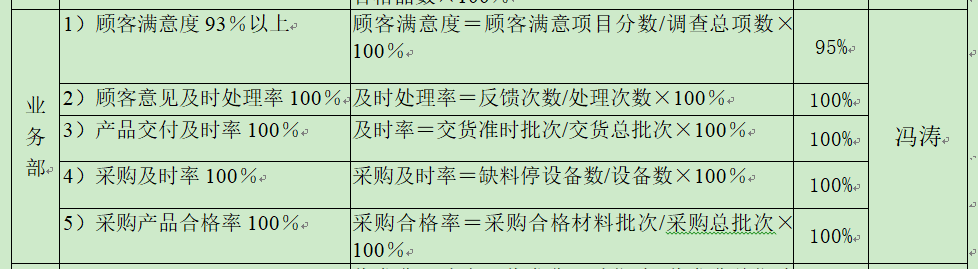 1）顾客满意度 93％以上
顾客满意度＝顾客满意项目分数/调查总项数×
100％
95%
业
务
部
2）顾客意见及时处理率 100％
及时处理率＝反馈次数/处理次数×100％
100%
3）产品交付及时率 100％
及时率＝交货准时批次/交货总批次×100％
100%
冯涛
4）采购及时率 100％
采购及时率＝缺料停设备数/设备数×100％
100%
5）采购产品合格率 100％
采购合格率＝采购合格材料批次/采购总批次×
100％
100%